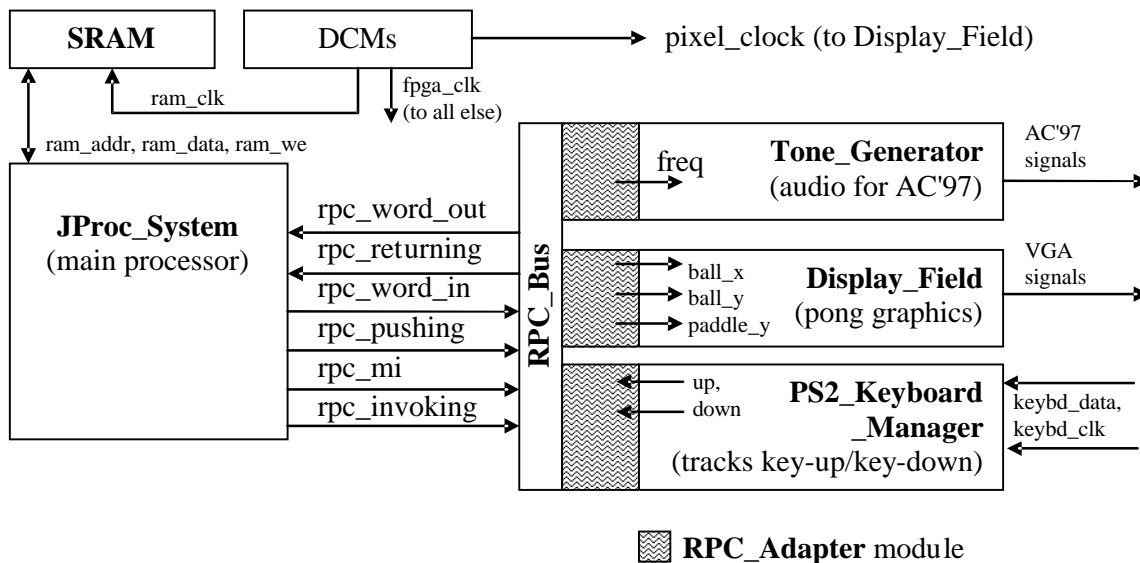 SRAM
DCMs
pixel_clock (to Display_Field)
ram_clk
fpga_clk
(to all else)
ram_addr, ram_data, ram_we
JProc_System
(main processor)
rpc_word_out
rpc_returning
rpc_word_in
rpc_pushing
rpc_mi
rpc_invoking
RPC_Bus
freq
Tone_Generator
(audio for AC'97)
AC'97
signals
ball_x
ball_y
paddle_y
Display_Field
(pong graphics)
VGA
signals
up,
down
PS2_Keyboard
_Manager
(tracks key-up/key-down)
keybd_data,
keybd_clk
RPC_Adapter module